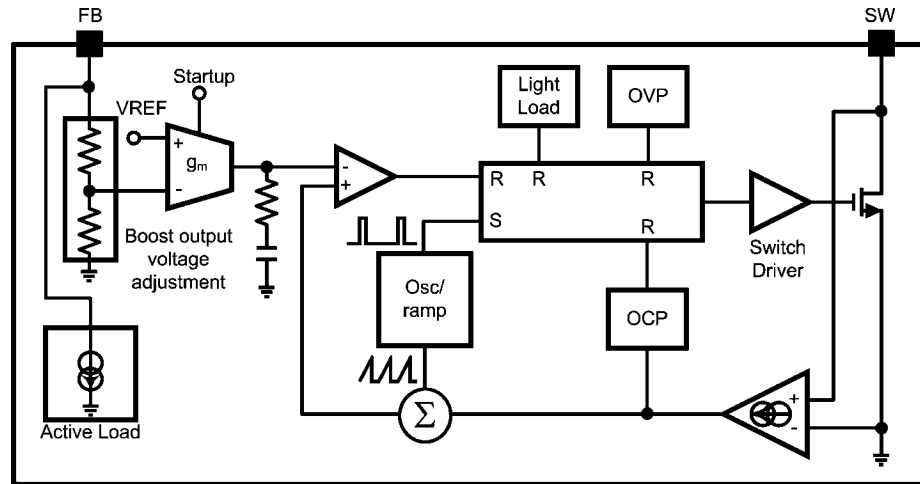 FB
SW
Startup
VREF
+
gm
-
Boost output
voltage
adjustment
-
+
Light
Load
OVP
R
R
R
S
R
Switch
Driver
Osc/
ramp
OCP
Σ
+
-
Active Load